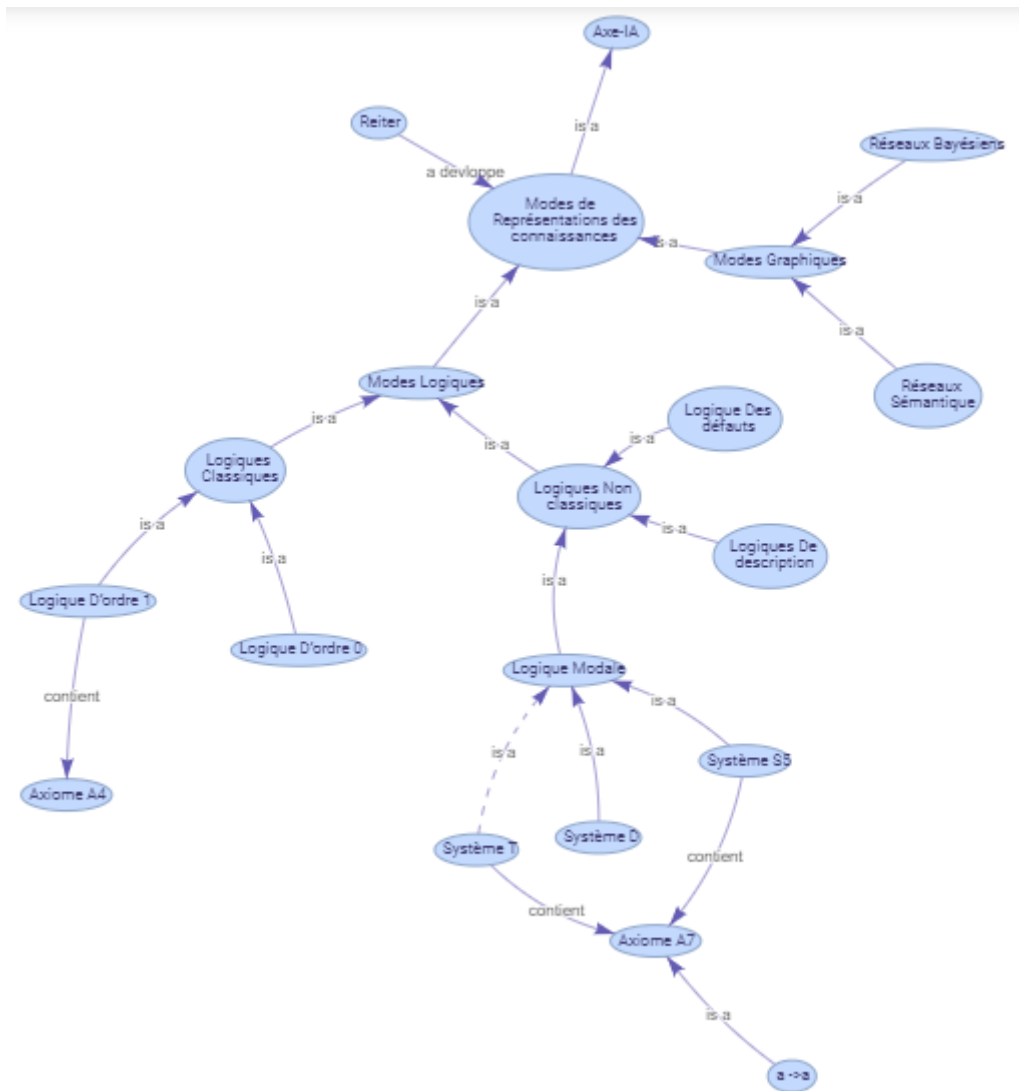 Axe-IA
is a
Reiter
a devloppe
Réseaux Bayésiens
is-a
Modes de
Représentations des
connaissances
is-a
Modes Graphiques
is-a
is-a
Modes Logiques
Réseaux
Sémantique
Logique Des
défauts
is-a
is-a
is-a
Logiques
Classiques
Logiques Non
classiques
is-a
is-a
Logiques De
description
is-a
is-a
Logique D'ordre 1
Logique D'ordre 0
Logique Modale
contient
is-a
is-a
is-a
Système S5
Axiome A4
Système T
Système D
contient
contient
Axiome A7
is-a
a ->a